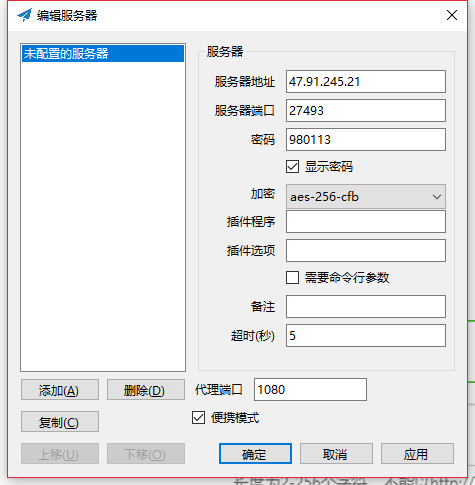 编辑服务器
未配置的服务器
服务器
服务器地址 47.91.245.21
服务器端口 27493
密码 980113
显示密码
加密 aes-256-cfb
插件程序
插件选项
需要命令行参数
备注
超时(秒) 5
添加(A) 删除(D) 代理端口 1080
复制(C) 便携模式
上移(U) 下移(O) 确定 取消 应用
长度为2-256个字符，不能以http://